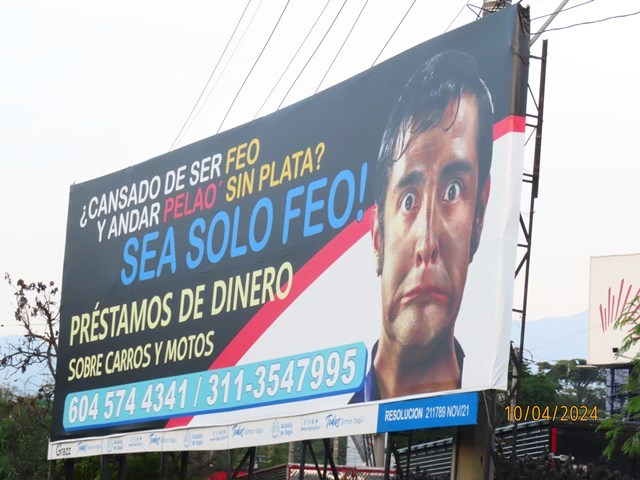 ¿CANSADO DE SER FEO
Y ANDAR PELAO´ SIN PLATA?
SEA SOLO FEO!
PRÉSTAMOS DE DINERO
SOBRE CARROS Y MOTOS
604 574 4341 / 311-3547995
Grazz
RESOLUCION 211789 NOV/21
10/04/2024